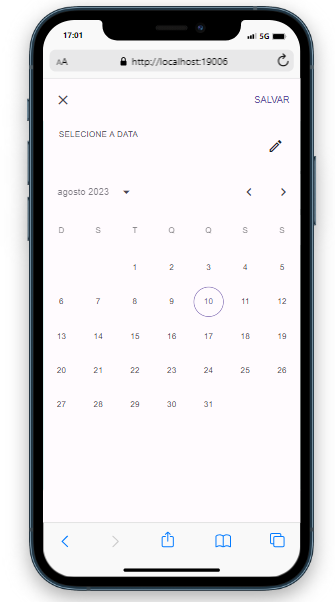 17:01 5G
AA http://localhost:19006
SALVAR
SELECIONE A DATA
agosto 2023
D S T Q Q S S
1 2 3 4 5
6 7 8 9 10 11 12
13 14 15 16 17 18 19
20 21 22 23 24 25 26
27 28 29 30 31